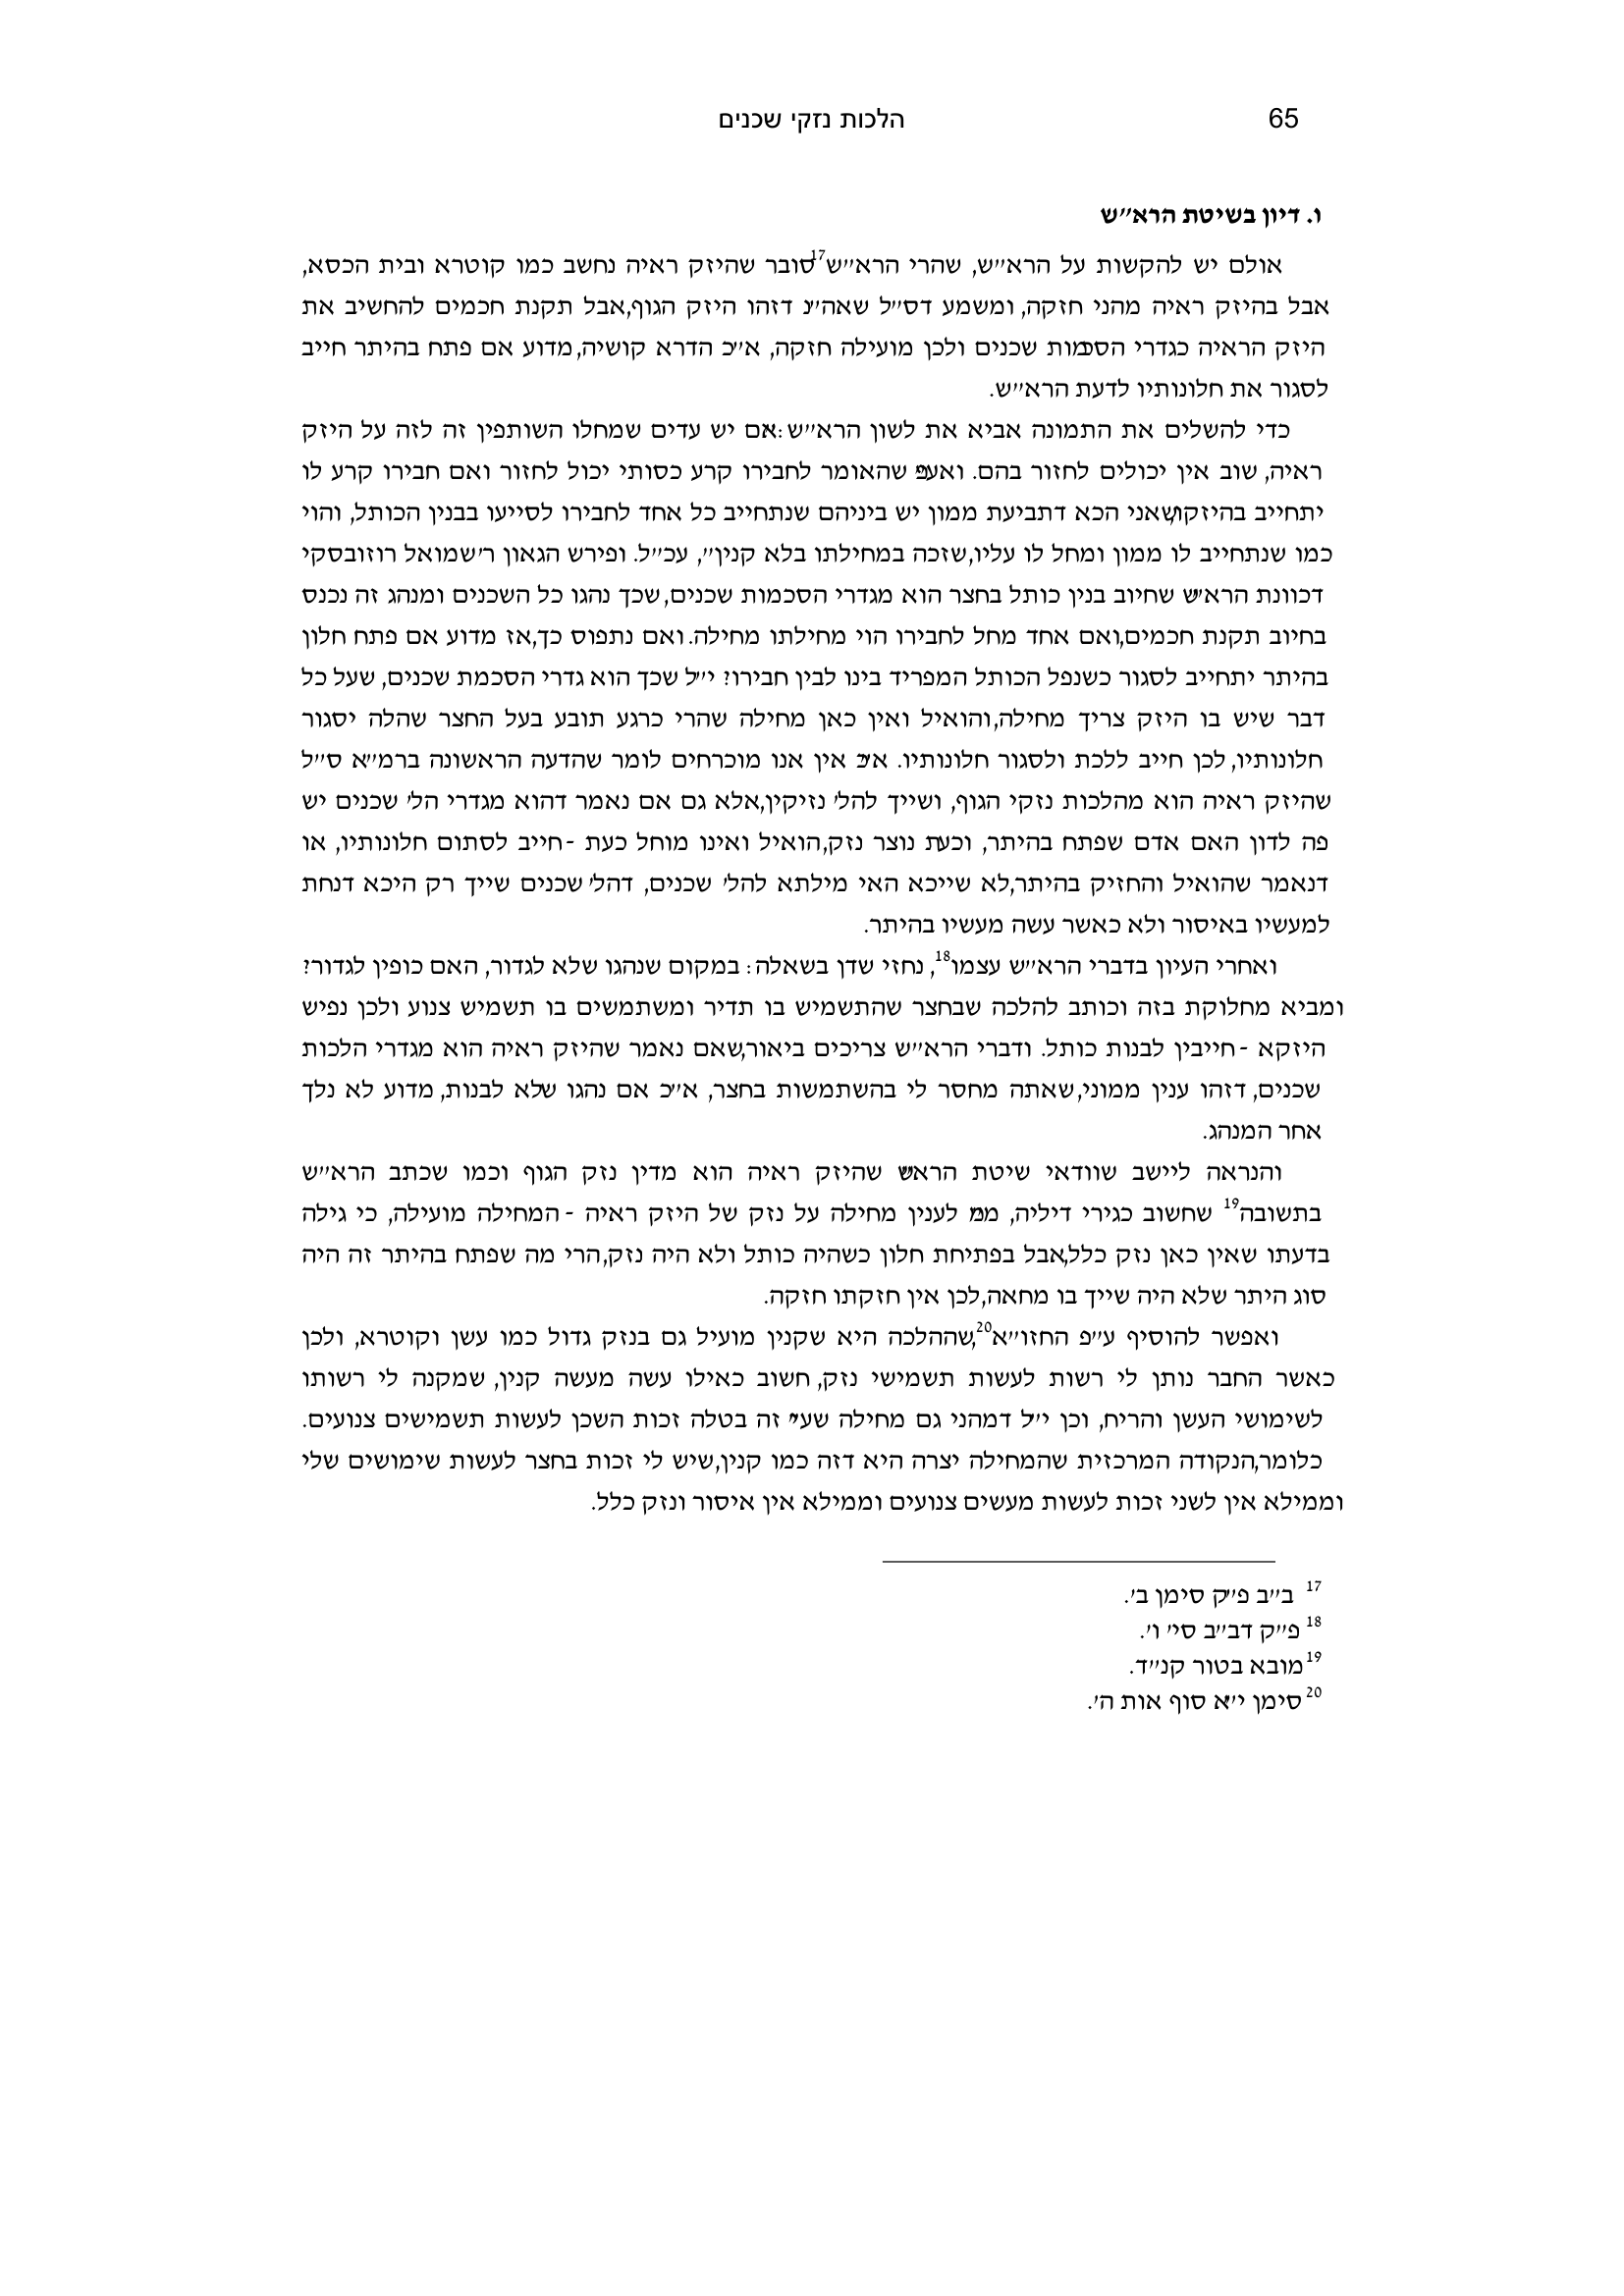 65 הלכות נזקי שכנים
ו. דיון בשיטת הרא״ש
אולם יש להקשות על הרא״ש, שהרי הרא״ש17 סובר שהיזק ראיה נחשב כמו קוטרא ובית הכסא,
אבל בהיזק ראיה מהני חזקה, ומשמע דס״ל שאה״נ דזהו היזק הגוף, אבל תקנת חכמים להחשיב את
היזק הראיה כגדרי הסכמות שכנים ולכן מועילה חזקה, א״כ הדרא קושיה, מדוע אם פתח בהיתר חייב
לסגור את חלונותיו לדעת הרא״ש.
כדי להשלים את התמונה אביא את לשון הרא״ש: ״אם יש עדים שמחלו השותפין זה לזה על היזק
ראיה, שוב אין יכולים לחזור בהם. ואע״פ שהאומר לחבירו קרע כסותי יכול לחזור ואם חבירו קרע לו
יתחייב בהיזקו, שאני הכא דתביעת ממון יש ביניהם שנתחייב כל אחד לחבירו לסייעו בבנין הכותל, והוי
כמו שנתחייב לו ממון ומחל לו עליו, שזכה במחילתו בלא קנין״, עכ״ל. ופירש הגאון ר׳ שמואל רוזובסקי
דכוונת הרא״ש שחיוב בנין כותל בחצר הוא מגדרי הסכמות שכנים, שכך נהגו כל השכנים ומנהג זה נכנס
בחיוב תקנת חכמים, ואם אחד מחל לחבירו הוי מחילתו מחילה. ואם נתפוס כך, אז מדוע אם פתח חלון
בהיתר יתחייב לסגור כשנפל הכותל המפריד בינו לבין חבירו? י״ל שכך הוא גדרי הסכמת שכנים, שעל כל
דבר שיש בו היזק צריך מחילה, והואיל ואין כאן מחילה שהרי כרגע תובע בעל החצר שהלה יסגור
חלונותיו, לכן חייב ללכת ולסגור חלונותיו. א״כ אין אנו מוכרחים לומר שהדעה הראשונה ברמ״א ס״ל
שהיזק ראיה הוא מהלכות נזקי הגוף, ושייך להל׳ נזיקין, אלא גם אם נאמר דהוא מגדרי הל׳ שכנים יש
פה לדון האם אדם שפתח בהיתר, וכעת נוצר נזק, הואיל ואינו מוחל כעת - חייב לסתום חלונותיו, או
דנאמר שהואיל והחזיק בהיתר, לא שייכא האי מילתא להל׳ שכנים, דהל׳ שכנים שייך רק היכא דנחת
למעשיו באיסור ולא כאשר עשה מעשיו בהיתר.
ואחרי העיון בדברי הרא״ש עצמו18, נחזי שדן בשאלה: במקום שנהגו שלא לגדור, האם כופין לגדור?
ומביא מחלוקת בזה וכותב להלכה שבחצר שהתשמיש בו תדיר ומשתמשים בו תשמיש צנוע ולכן נפיש
היזקא - חייבין לבנות כותל. ודברי הרא״ש צריכים ביאור, שאם נאמר שהיזק ראיה הוא מגדרי הלכות
שכנים, דזהו ענין ממוני, שאתה מחסר לי בהשתמשות בחצר, א״כ אם נהגו שלא לבנות, מדוע לא נלך
אחר המנהג.
והנראה ליישב שוודאי שיטת הרא״ש שהיזק ראיה הוא מדין נזק הגוף וכמו שכתב הרא״ש
בתשובה19 שחשוב כגירי דיליה, מ״מ לענין מחילה על נזק של היזק ראיה - המחילה מועילה, כי גילה
בדעתו שאין כאן נזק כלל, אבל בפתיחת חלון כשהיה כותל ולא היה נזק, הרי מה שפתח בהיתר זה היה
סוג היתר שלא היה שייך בו מחאה, לכן אין חזקתו חזקה.
ואפשר להוסיף ע״פ החזו״א20, שההלכה היא שקנין מועיל גם בנזק גדול כמו עשן וקוטרא, ולכן
כאשר החבר נותן לי רשות לעשות תשמישי נזק, חשוב כאילו עשה מעשה קנין, שמקנה לי רשותו
לשימושי העשן והריח, וכן י״ל דמהני גם מחילה שע״י זה בטלה זכות השכן לעשות תשמישים צנועים.
כלומר, הנקודה המרכזית שהמחילה יצרה היא דזה כמו קנין, שיש לי זכות בחצר לעשות שימושים שלי
וממילא אין לשני זכות לעשות מעשים צנועים וממילא אין איסור ונזק כלל.
17 ב״ב פ״ק סימן ב׳.
18 פ״ק דב״ב סי׳ ו׳.
19 מובא בטור קנ״ד.
20 סימן י״א סוף אות ה׳.